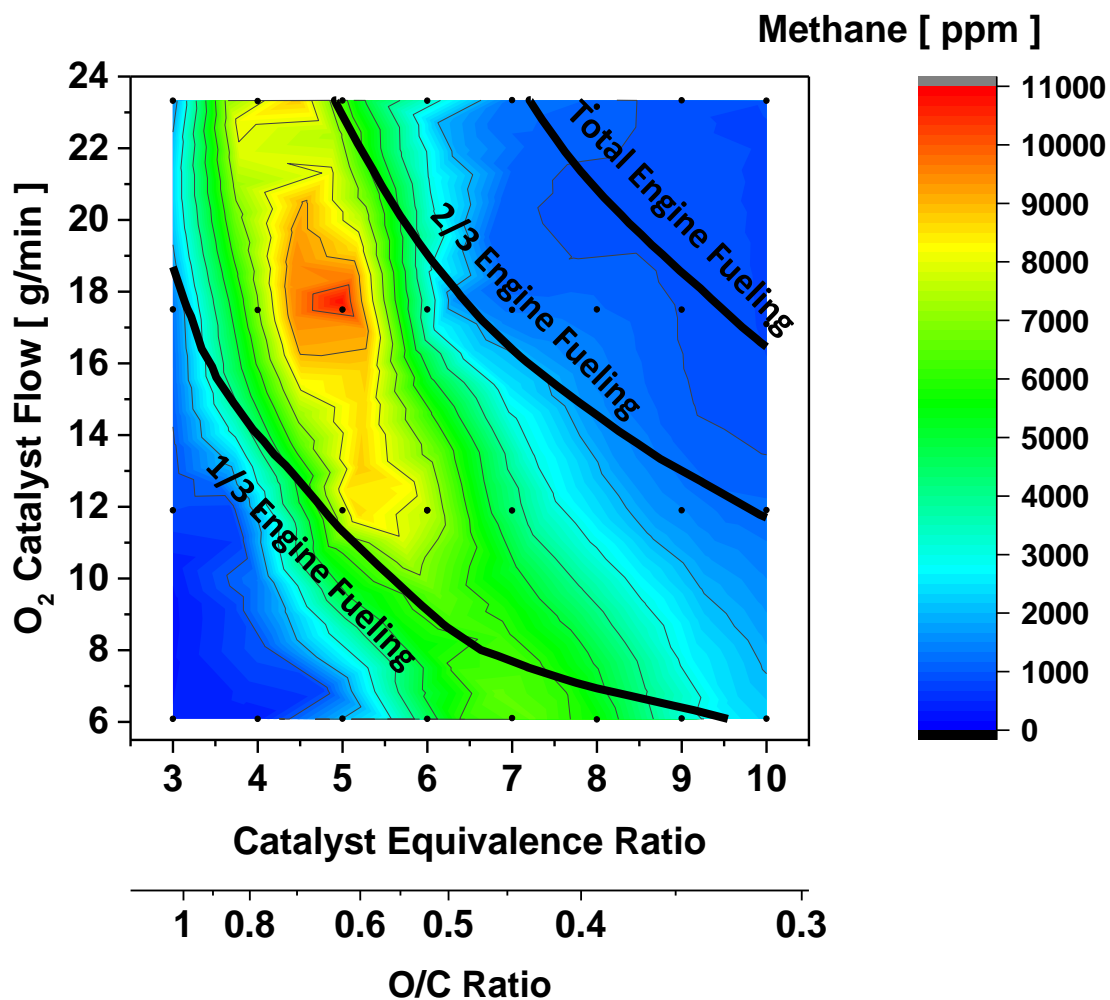 Methane [ ppm ]
24
22
20
18
16
14
12
10
8
6
O2 Catalyst Flow [ g/min ]
Total Engine Fueling
2/3 Engine Fueling
1/3 Engine Fueling
11000
10000
9000
8000
7000
6000
5000
4000
3000
2000
1000
0
3 4 5 6 7 8 9 10
Catalyst Equivalence Ratio
1 0.8 0.6 0.5 0.4 0.3
O/C Ratio